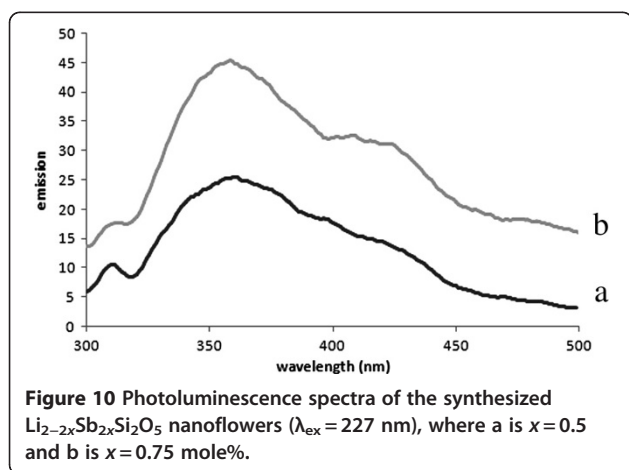 50
45
40
35
30
25
20
15
10
5
0
emission
b
a
300 350 400 450 500
wavelength (nm)
Figure 10 Photoluminescence spectra of the synthesized
Li₂₋₂ₓSb₂ₓSi₂O₅ nanoflowers (λₑₓ = 227 nm), where a is x = 0.5
and b is x = 0.75 mole%.